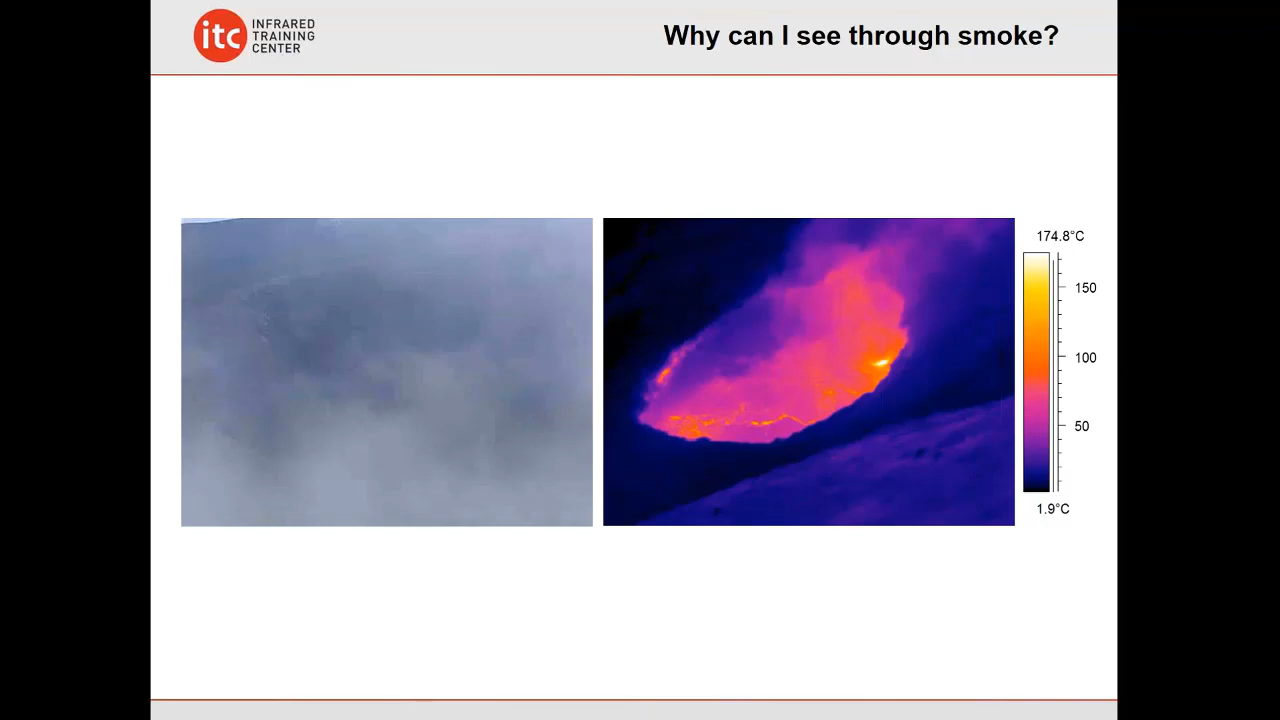 itc
INFRARED
TRAINING
CENTER
Why can I see through smoke?
174.8°C
150
100
50
1.9°C